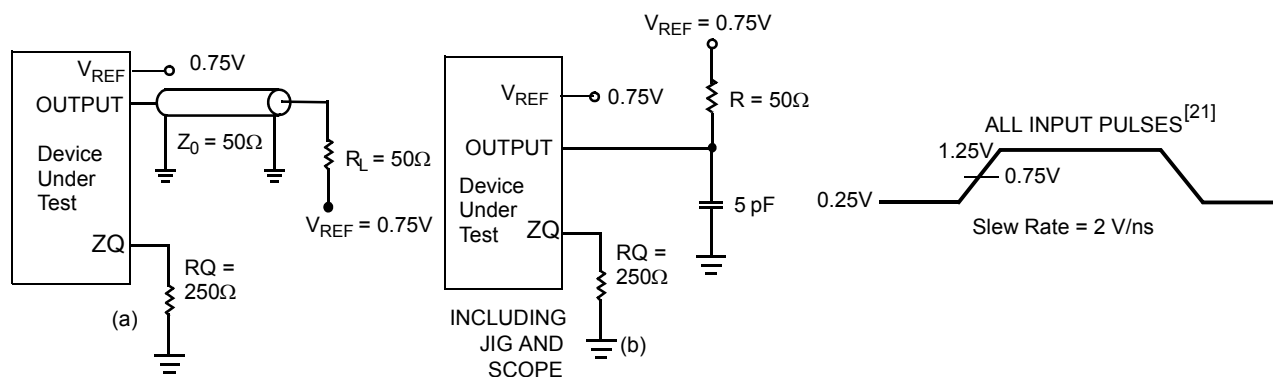 VREF
0.75V
OUTPUT
Z0 = 50Ω
Device
Under
Test
RL = 50Ω
VREF = 0.75V
ZQ
RQ =
250Ω
(a)
VREF = 0.75V
R = 50Ω
VREF
0.75V
OUTPUT
Device
Under
Test
5 pF
ZQ
RQ =
250Ω
INCLUDING
JIG AND
SCOPE
(b)
ALL INPUT PULSES[21]
1.25V
0.75V
0.25V
Slew Rate = 2 V/ns